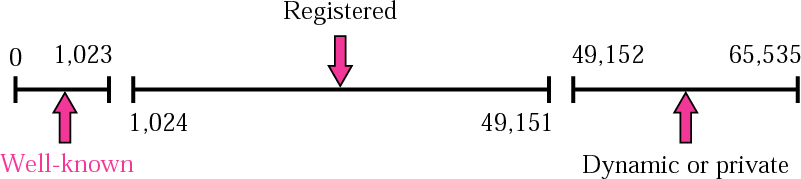 Registered
0 1,023
49,152 65,535
1,024 49,151
Well-known
Dynamic or private